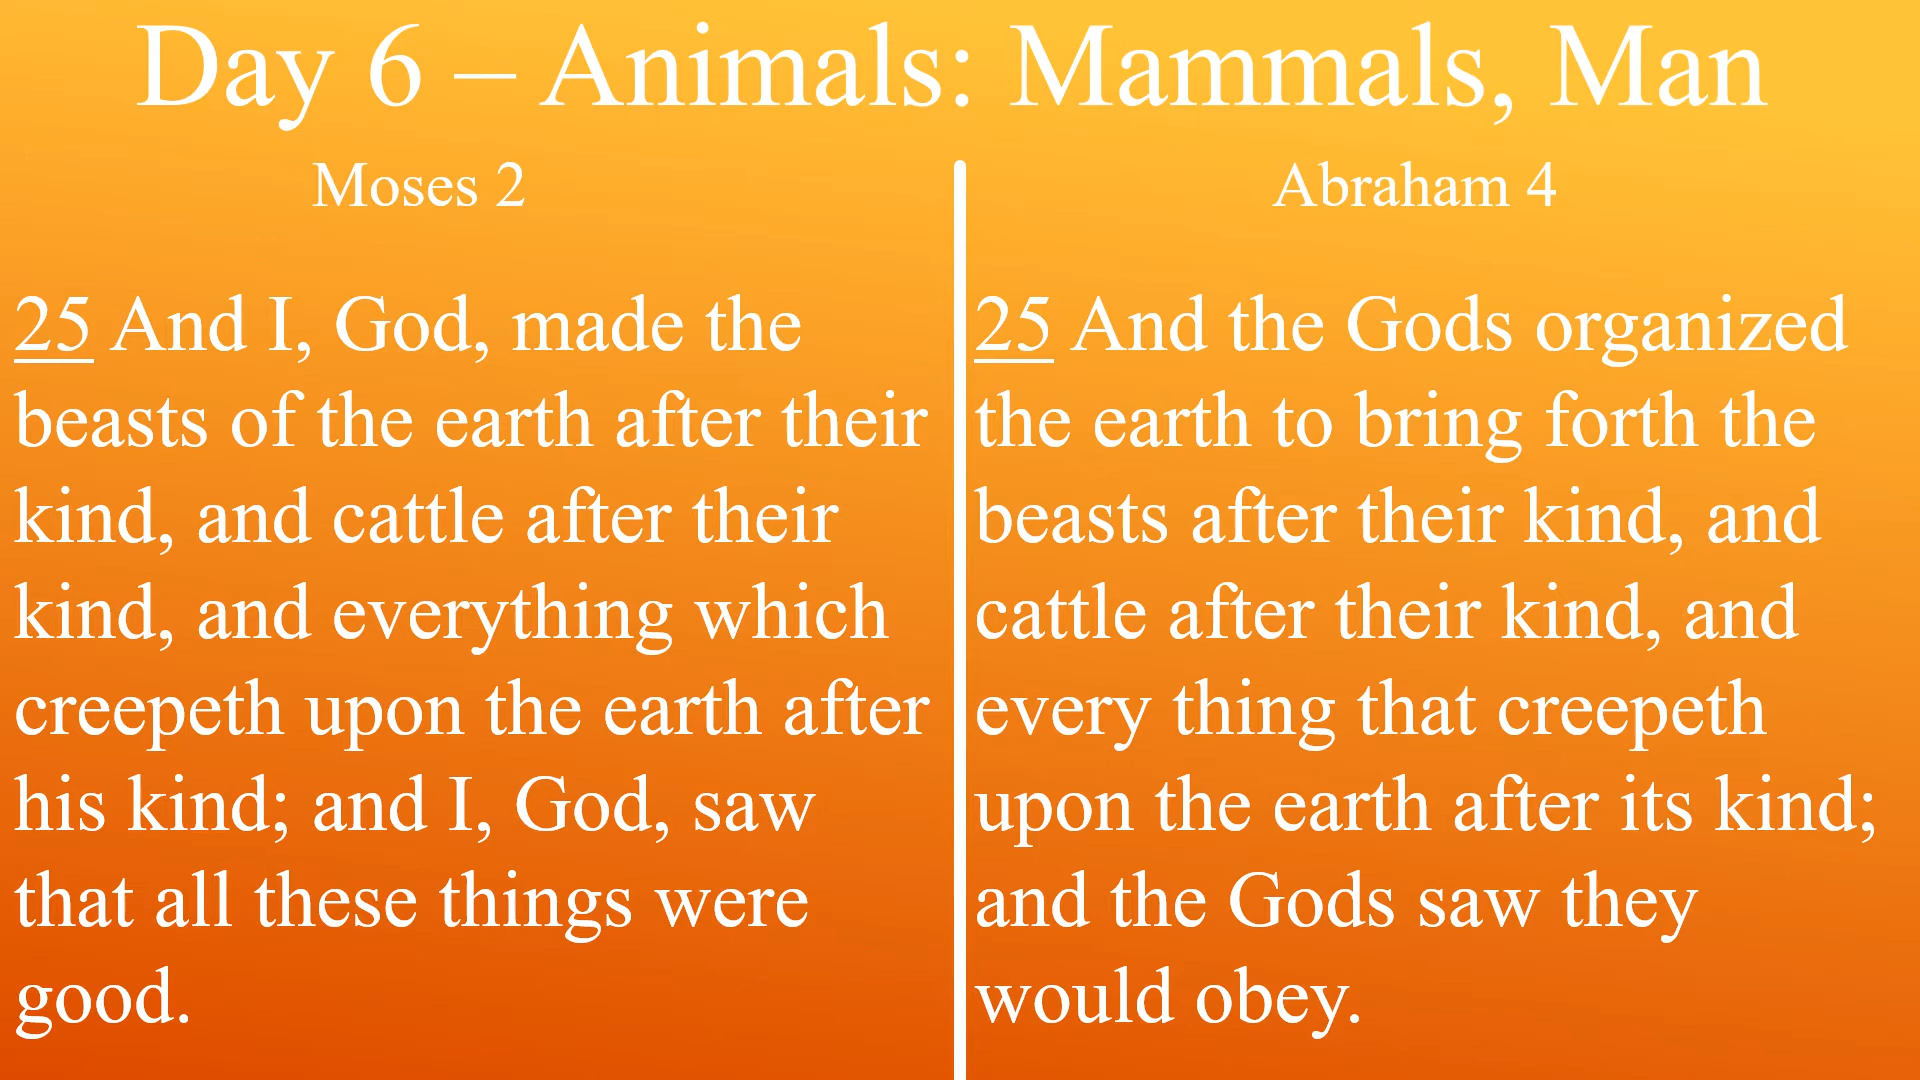 Day 6 – Animals: Mammals, Man
Moses 2
25 And I, God, made the
beasts of the earth after their
kind, and cattle after their
kind, and everything which
creepeth upon the earth after
his kind; and I, God, saw
that all these things were
good.
Abraham 4
25 And the Gods organized
the earth to bring forth the
beasts after their kind, and
cattle after their kind, and
every thing that creepeth
upon the earth after its kind;
and the Gods saw they
would obey.